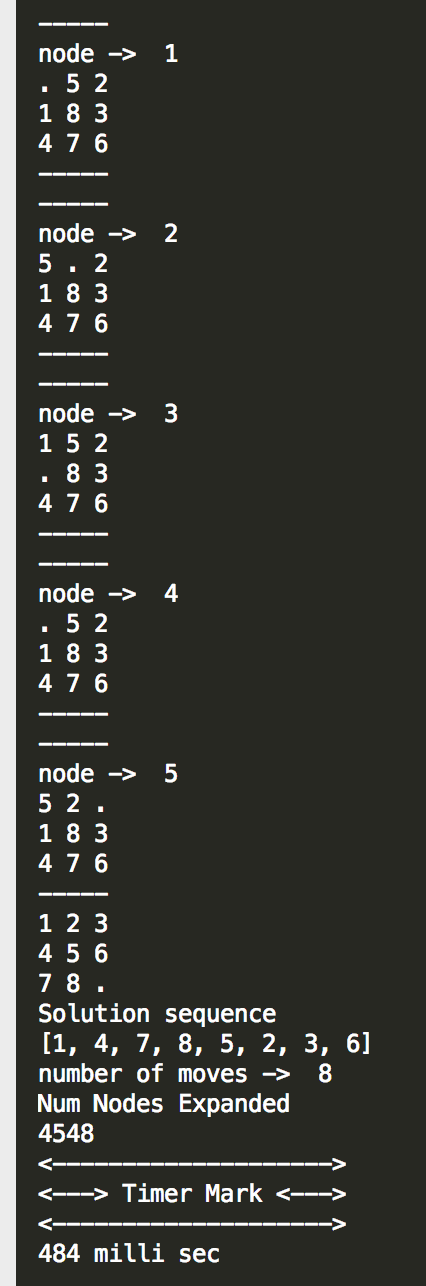 -----
node ->  1
. 5 2
1 8 3
4 7 6
-----
-----
node ->  2
5 . 2
1 8 3
4 7 6
-----
-----
node ->  3
1 5 2
. 8 3
4 7 6
-----
-----
node ->  4
. 5 2
1 8 3
4 7 6
-----
-----
node ->  5
5 2 .
1 8 3
4 7 6
-----
1 2 3
4 5 6
7 8 .
Solution sequence
[1, 4, 7, 8, 5, 2, 3, 6]
number of moves ->  8
Num Nodes Expanded
4548
<-------------------->
<---> Timer Mark <--->
<-------------------->
484 milli sec